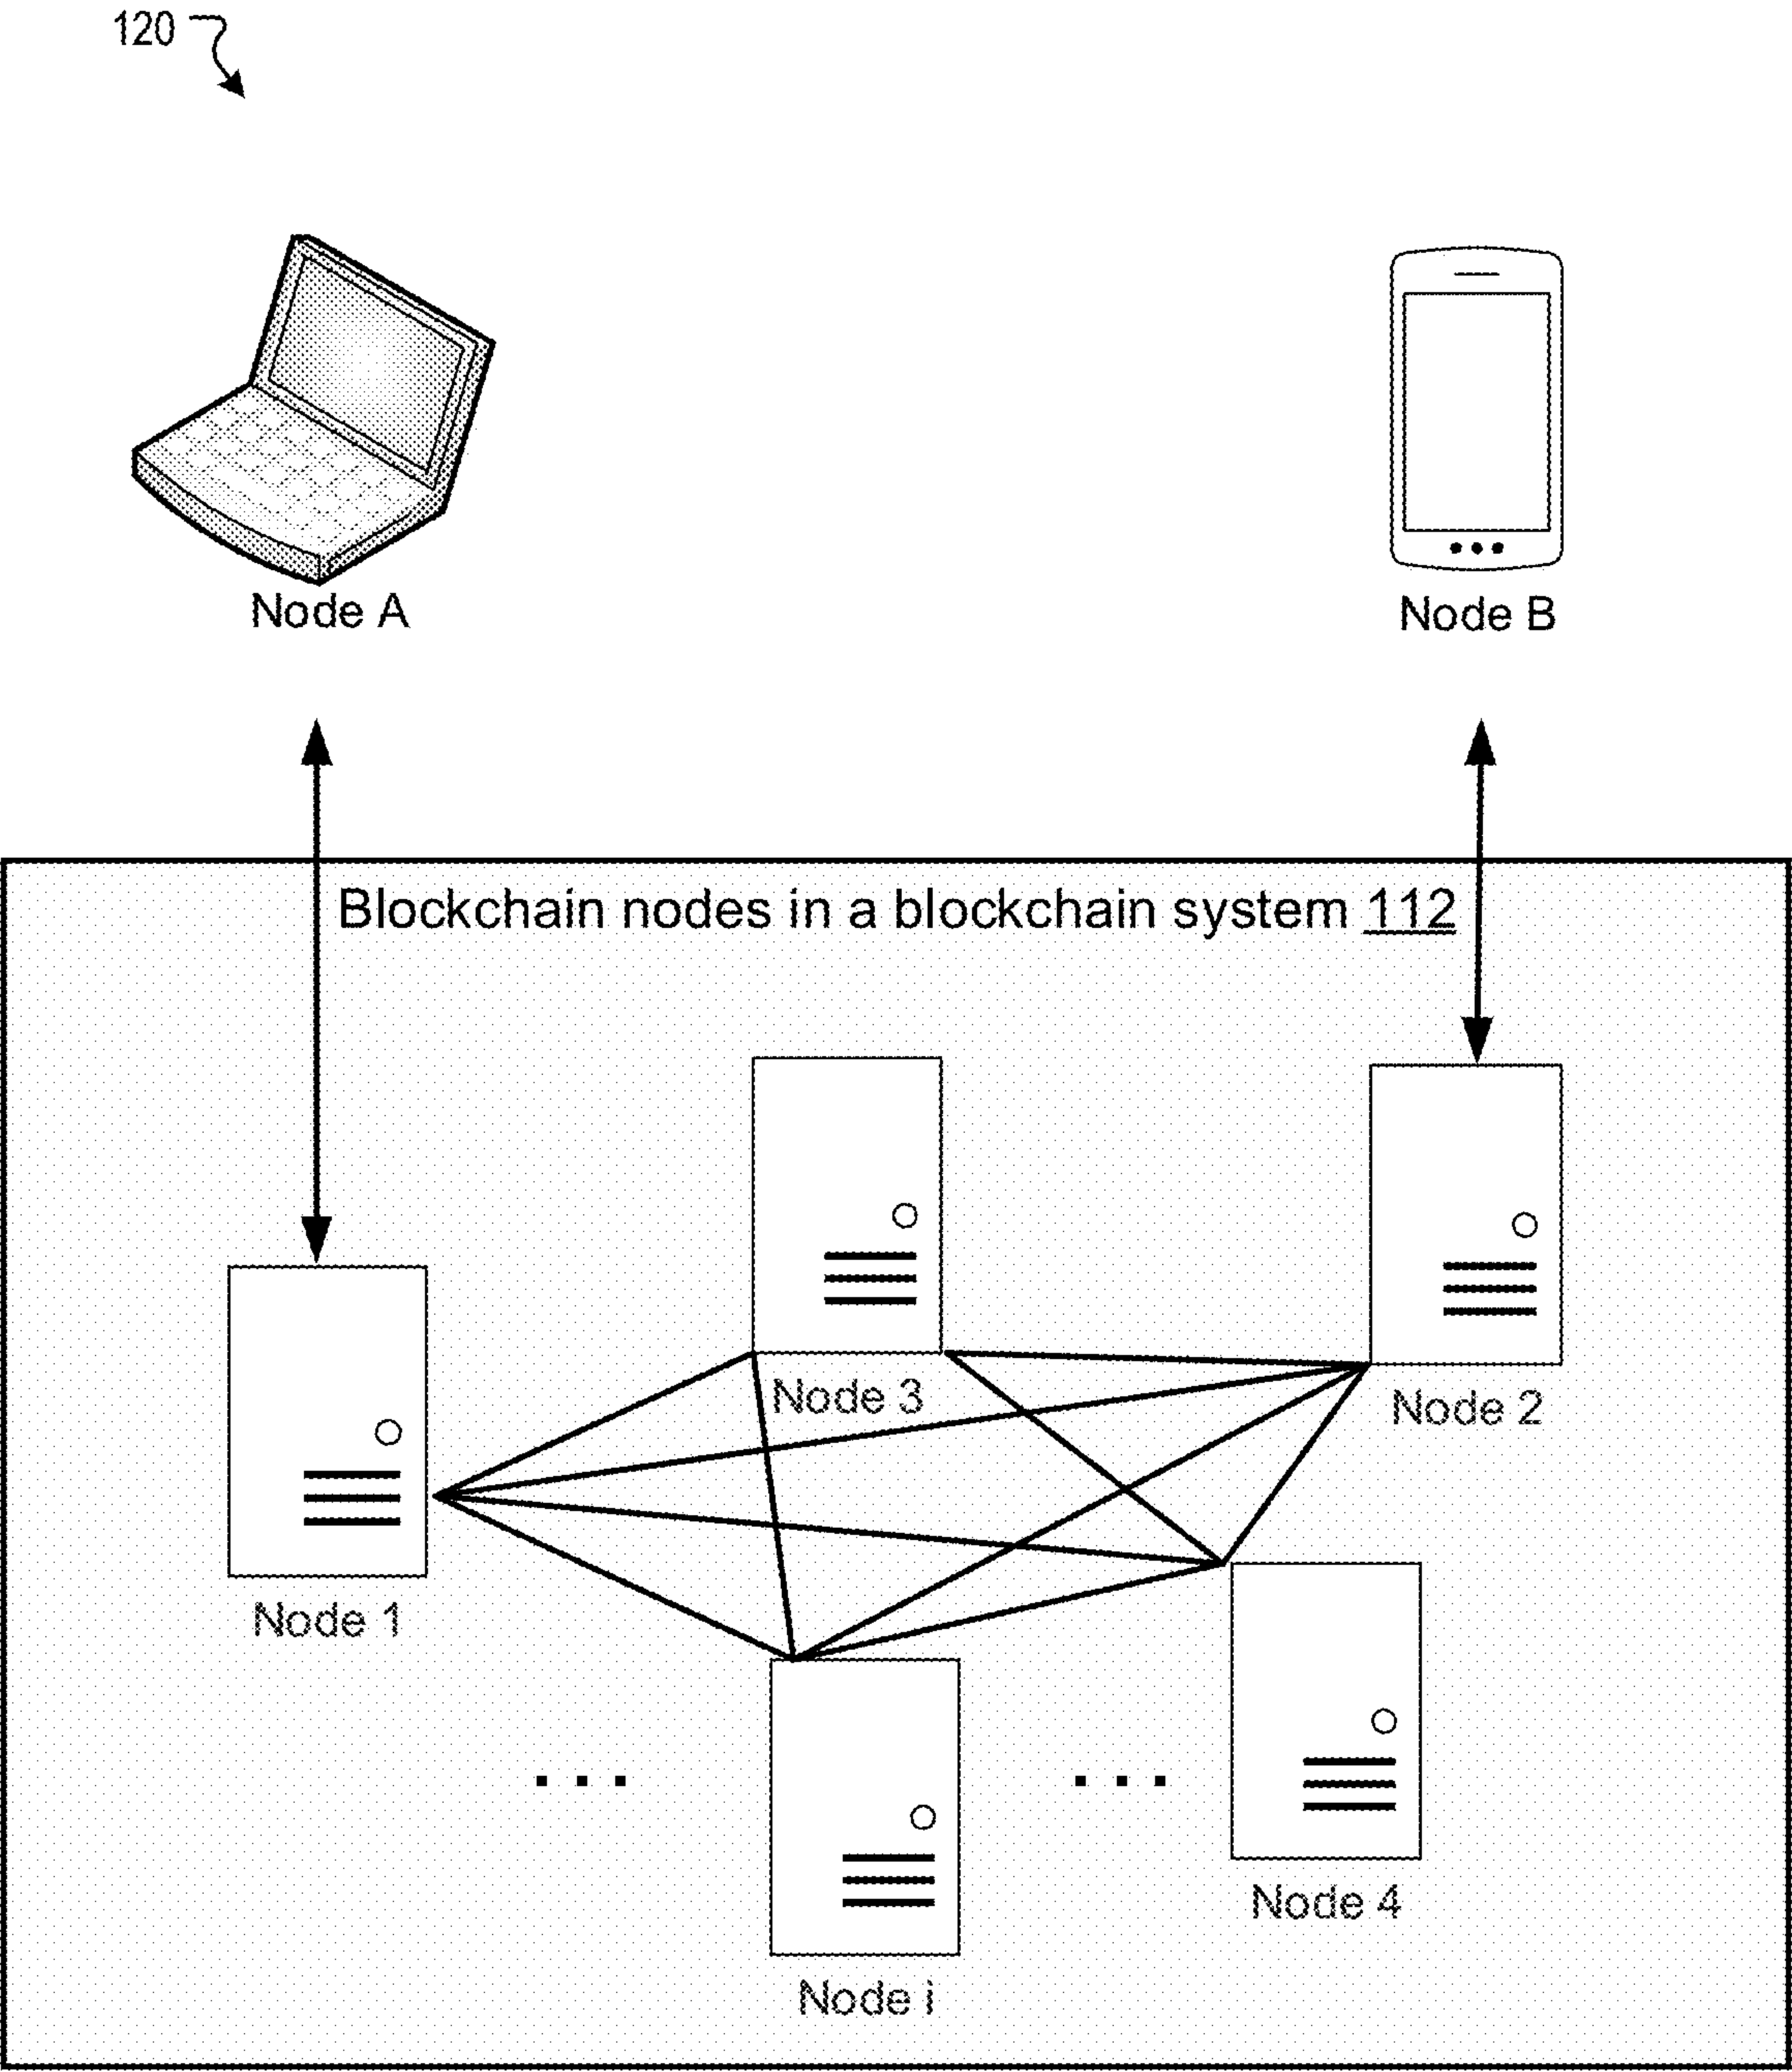 120
Node A
Node B
Blockchain nodes in a blockchain system 112
Node 3
Node 2
Node 1
Node 4
Node i